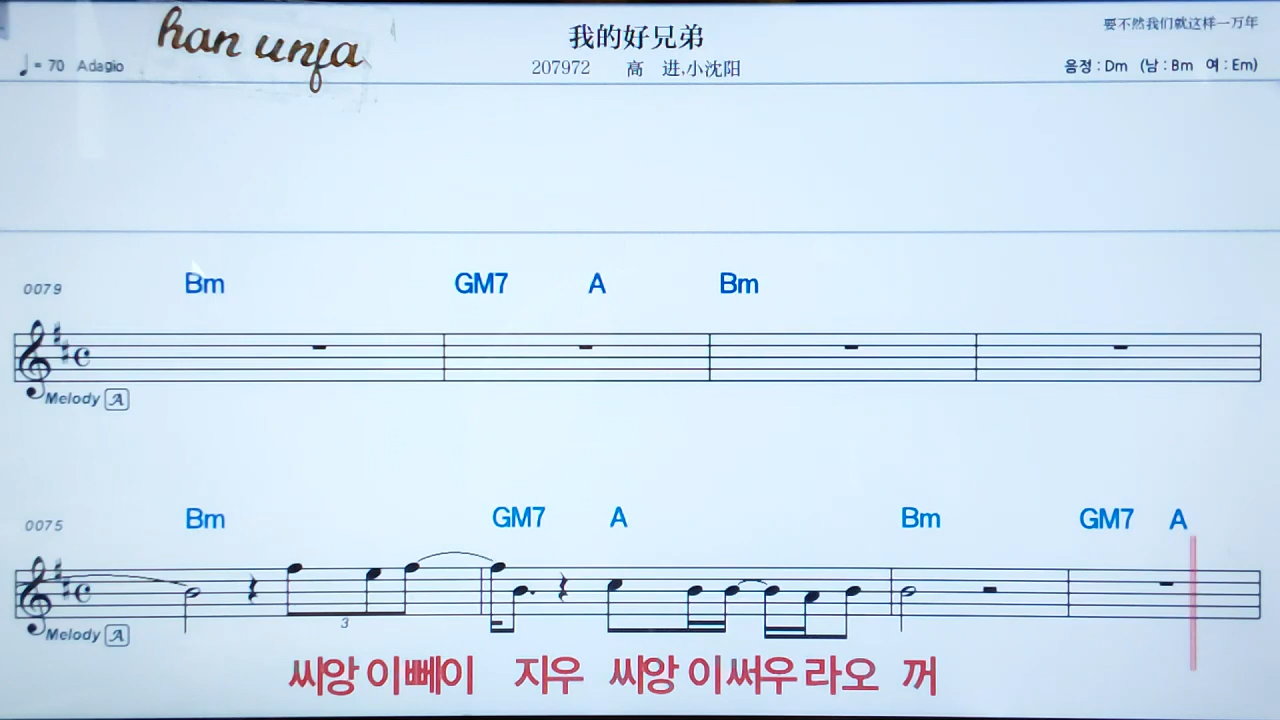 han unfa
我的好兄弟
要不然我们就这样一万年
♩= 70 Adagio
207972 高 进,小沈阳
음정 : Dm (남 : Bm 여 : Em)
0079 Bm GM7 A Bm
Melody A
0075 Bm GM7 A Bm GM7 A
3
Melody A
씨앙 이뻬이 지우 씨앙 이써우 라오 꺼